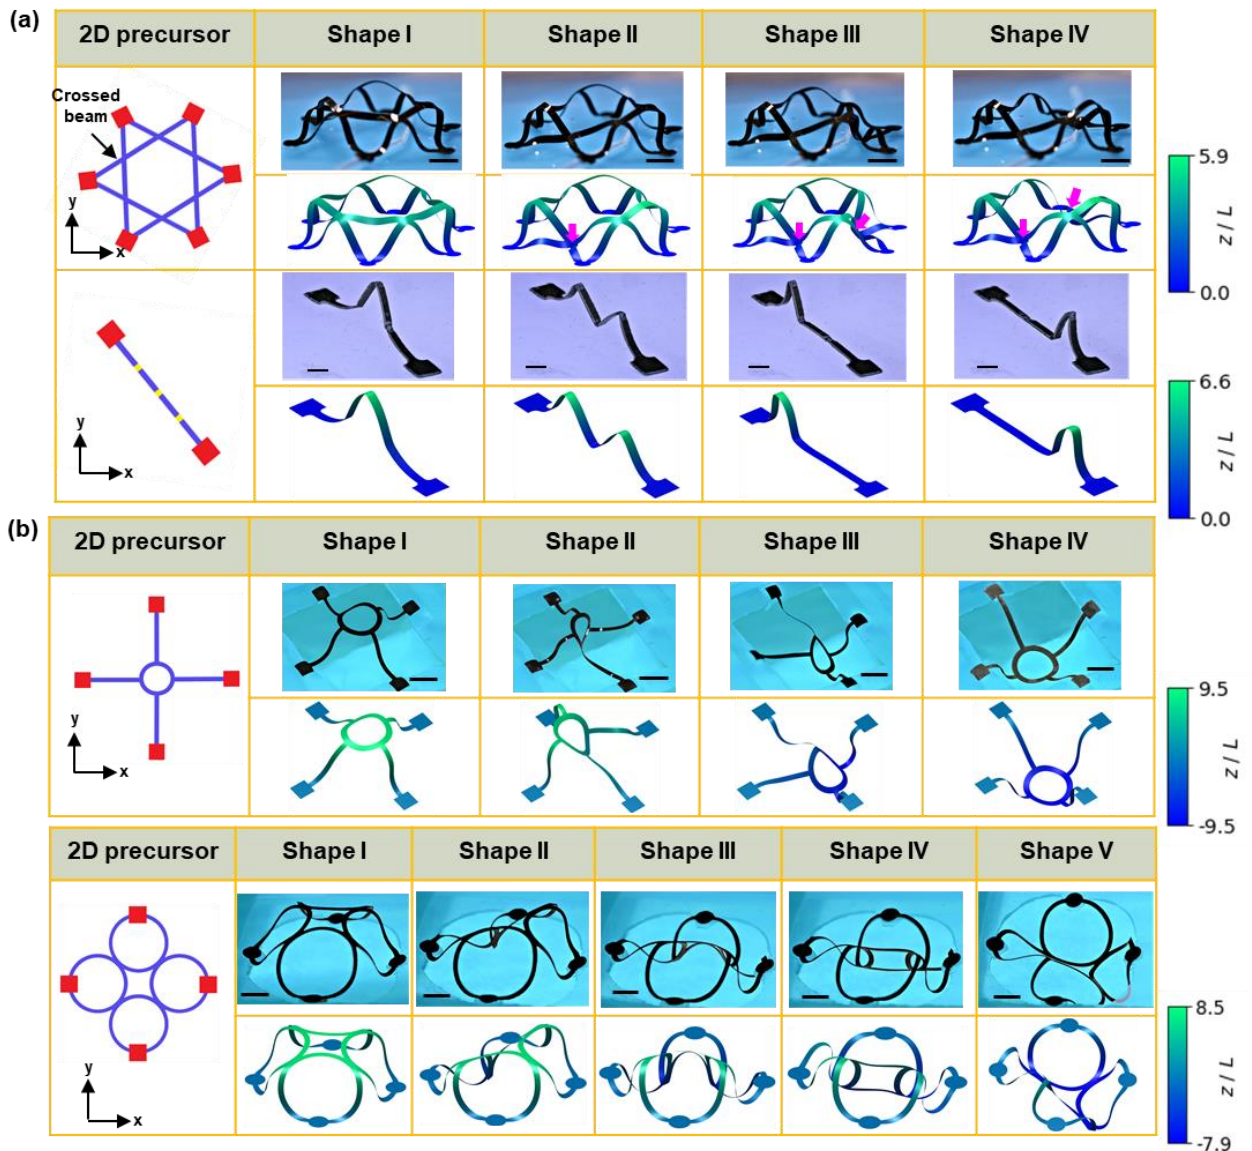 (a)
2D precursor Shape I Shape II Shape III Shape IV
Crossed
beam
y
x
5.9
z / L
0.0
y
x
6.6
z / L
0.0
(b)
2D precursor Shape I Shape II Shape III Shape IV
y
x
9.5
z / L
-9.5
2D precursor Shape I Shape II Shape III Shape IV Shape V
y
x
8.5
z / L
-7.9